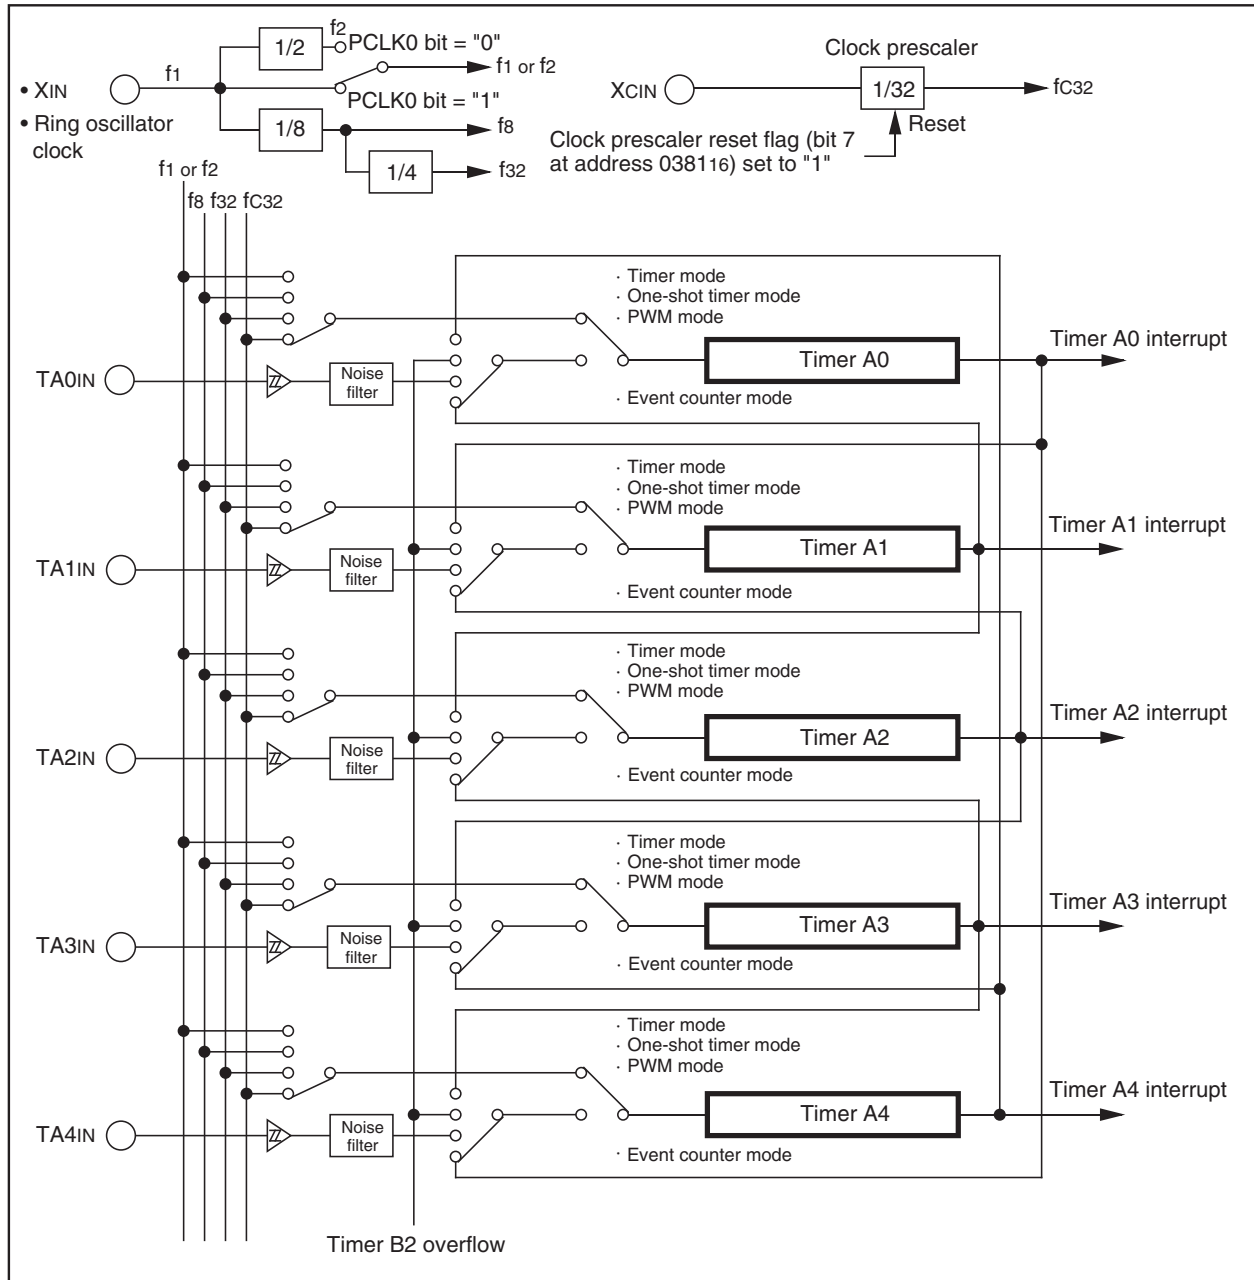 f2
1/2
PCLK0 bit = "0"
f1
f1 or f2
• XIN
PCLK0 bit = "1"
• Ring oscillator
clock
1/8
f8
1/4
f32
Clock prescaler
XCIN
1/32
fC32
Reset
Clock prescaler reset flag (bit 7
at address 038116) set to "1"
f1 or f2
f8 f32 fC32
· Timer mode
· One-shot timer mode
· PWM mode
Timer A0 interrupt
TA0IN
Noise
filter
Timer A0
· Event counter mode
· Timer mode
· One-shot timer mode
· PWM mode
Timer A1 interrupt
TA1IN
Noise
filter
Timer A1
· Event counter mode
· Timer mode
· One-shot timer mode
· PWM mode
Timer A2 interrupt
TA2IN
Noise
filter
Timer A2
· Event counter mode
· Timer mode
· One-shot timer mode
· PWM mode
Timer A3 interrupt
TA3IN
Noise
filter
Timer A3
· Event counter mode
· Timer mode
· One-shot timer mode
· PWM mode
Timer A4 interrupt
TA4IN
Noise
filter
Timer A4
· Event counter mode
Timer B2 overflow